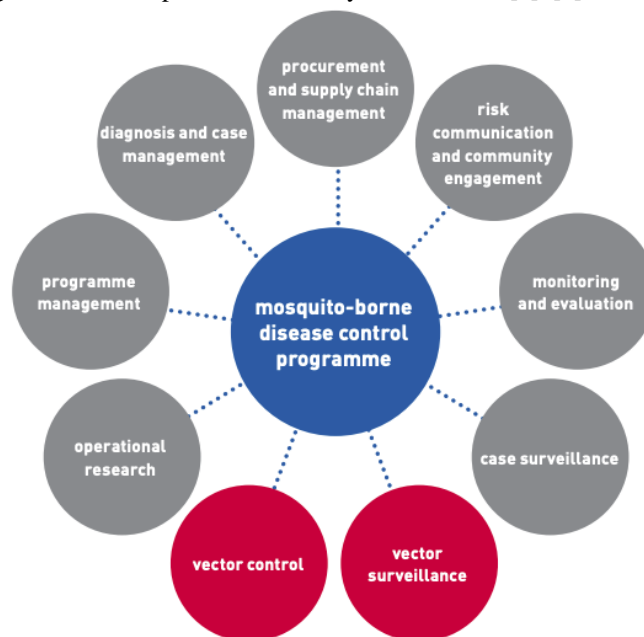 procurement
and supply chain
management
risk
communication
and community
engagement
diagnosis and case
management
programme
management
mosquito-borne
disease control
programme
monitoring
and evaluation
operational
research
case surveillance
vector control
vector
surveillance